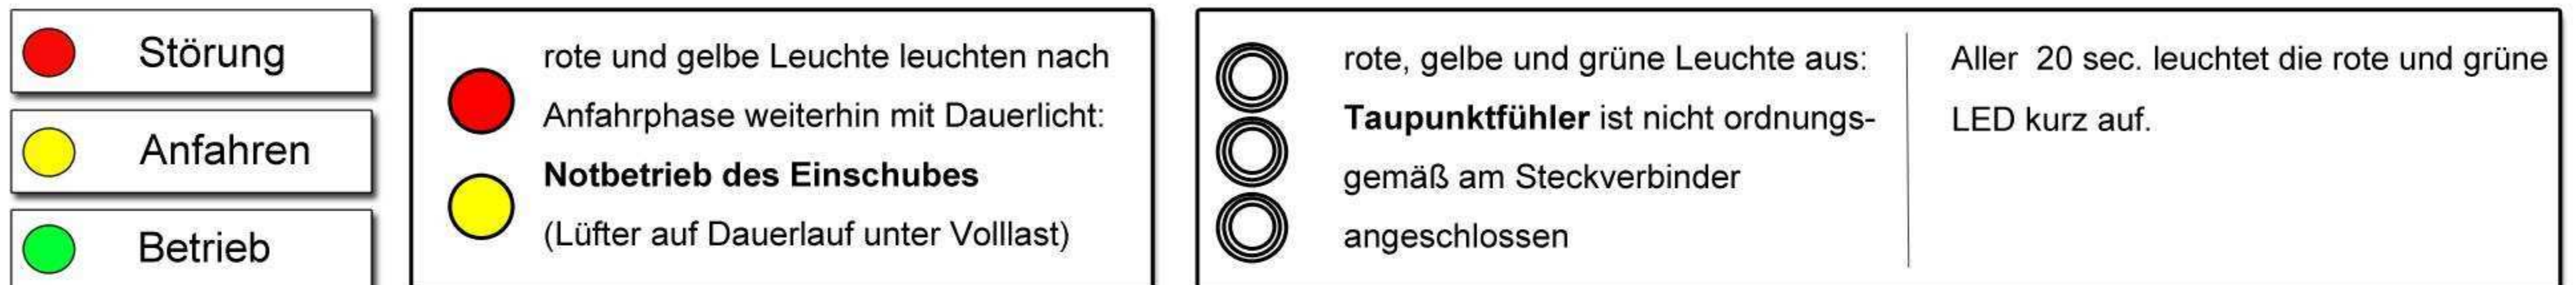 Störung
Anfahren
Betrieb
rote und gelbe Leuchte leuchten nach
Anfahrphase weiterhin mit Dauerlicht:
Notbetrieb des Einschubes
(Lüfter auf Dauerlauf unter Volllast)
rote, gelbe und grüne Leuchte aus:
Taupunktfühler ist nicht ordnungs-
gemäß am Steckverbinder
angeschlossen
Aller 20 sec. leuchtet die rote und grüne
LED kurz auf.